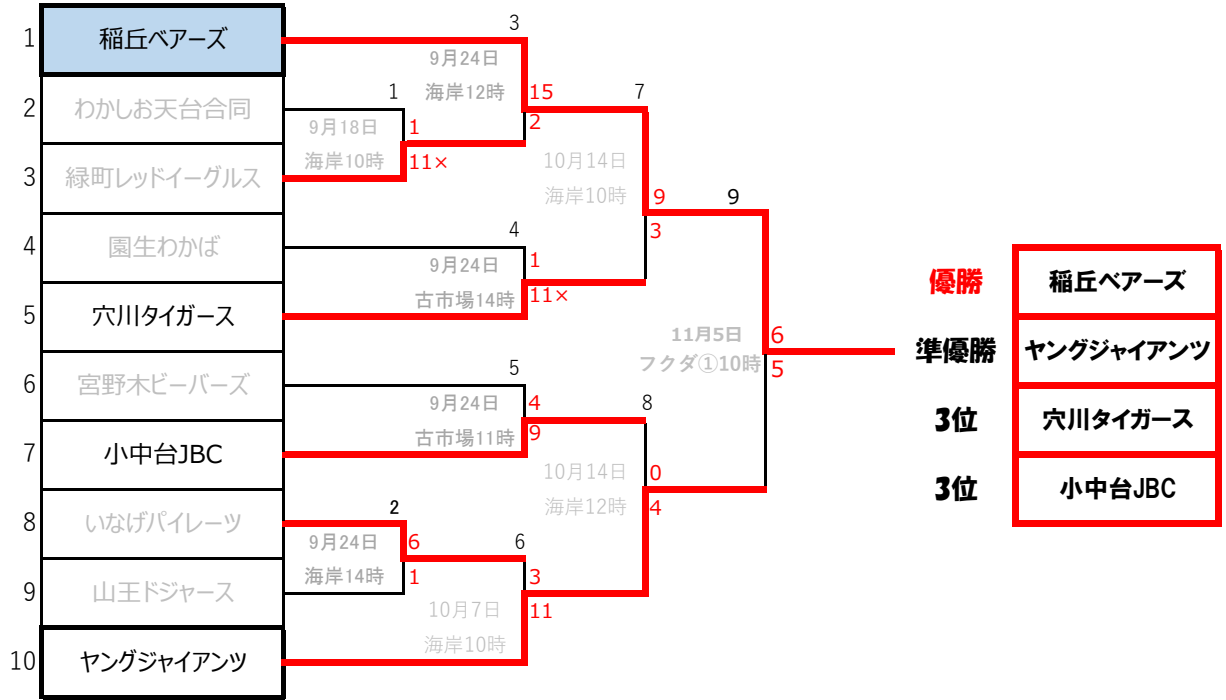 1
稲丘ベアーズ
3
9月24日
海岸12時
15
2
2
わかしお天台合同
1
9月18日
海岸10時
1
11×
3
緑町レッドイーグルス
7
10月14日
海岸10時
9
3
4
園生わかば
4
9月24日
古市場14時
1
11×
5
穴川タイガース
9
11月5日
フクダ①10時
6
5
6
宮野木ビーバーズ
5
9月24日
古市場11時
4
9
7
小中台JBC
8
10月14日
海岸12時
0
4
8
いなげパイレーツ
2
9月24日
海岸14時
6
1
9
山王ドジャース
6
10月7日
海岸10時
3
11
10
ヤングジャイアンツ
優勝
稲丘ベアーズ
準優勝
ヤングジャイアンツ
3位
穴川タイガース
3位
小中台JBC